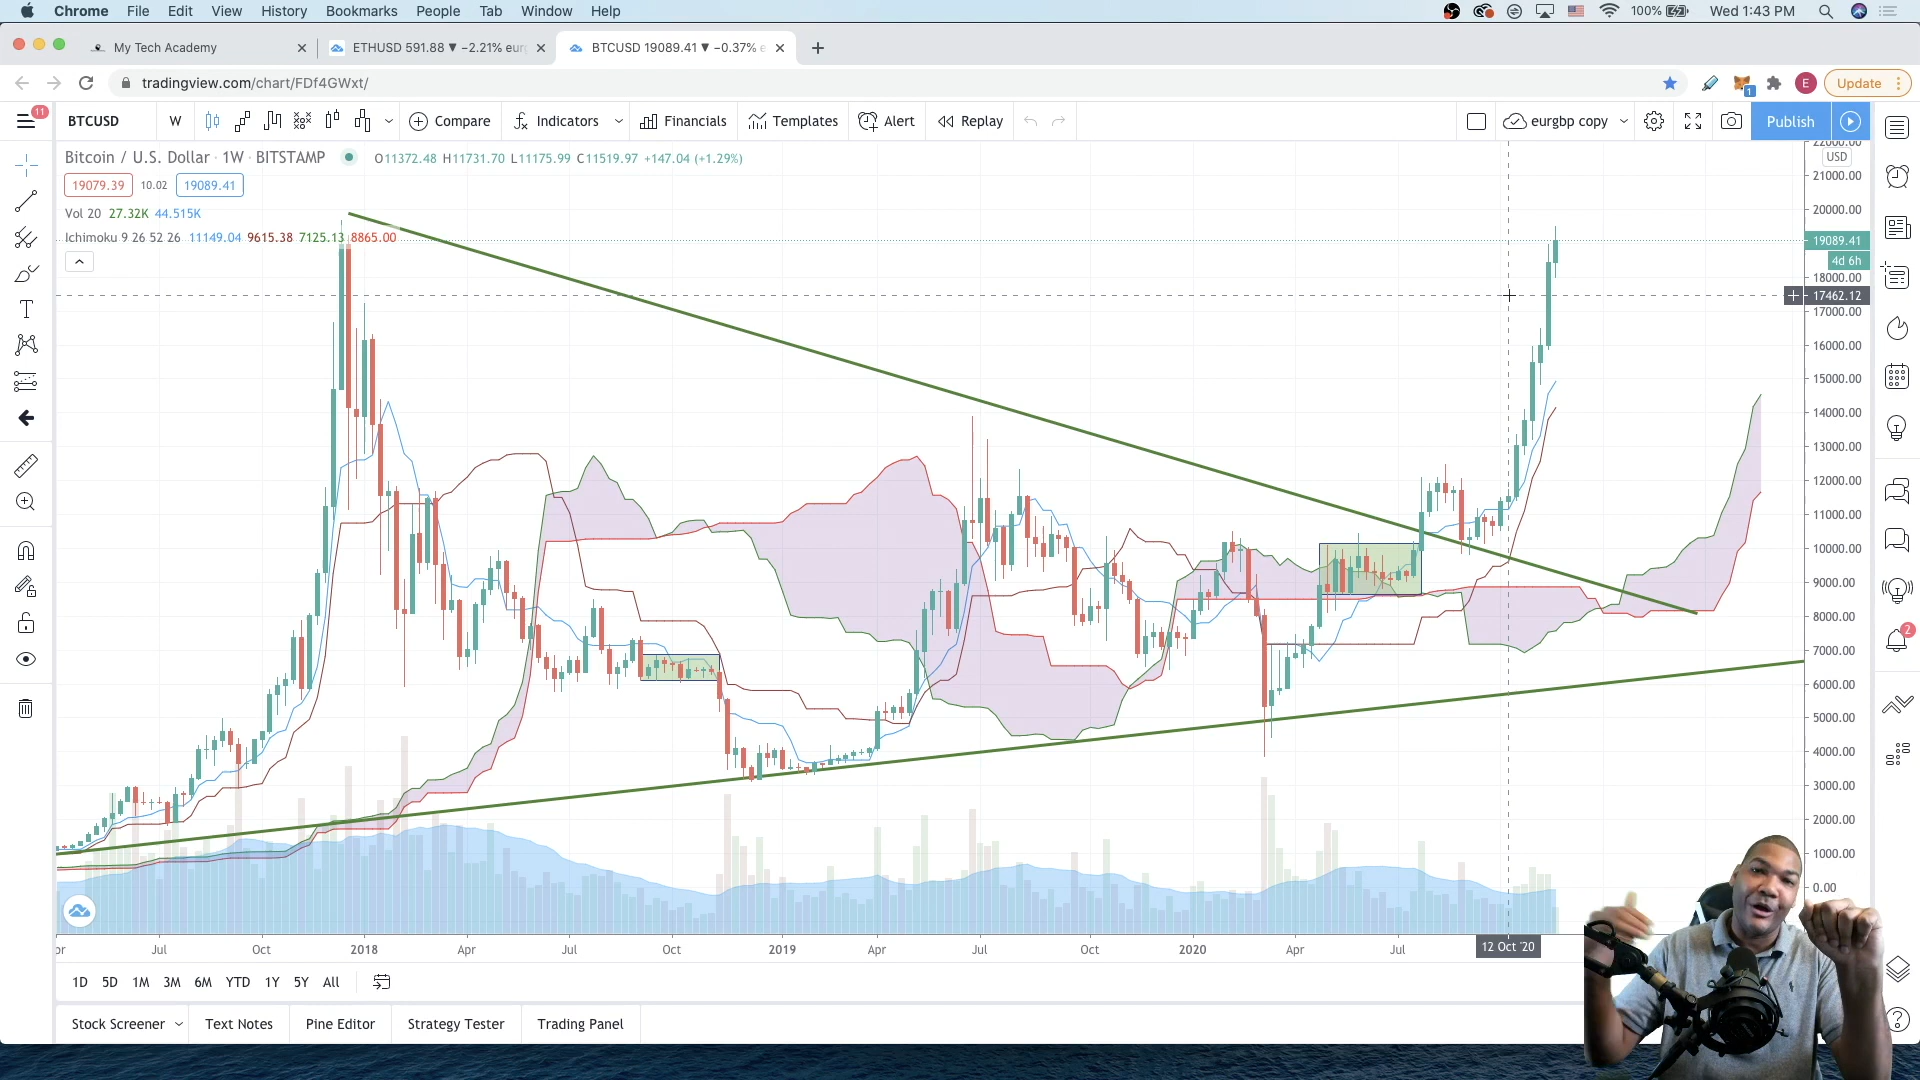 Chrome File Edit View History Bookmarks People Tab Window Help 100% Wed 1:43 PM
My Tech Academy ETHUSD 591.88 ▼ −2.21% eur BTCUSD 19089.41 ▼ −0.37% e
tradingview.com/chart/FDf4GWxt/ 1 E Update
11 BTCUSD W Compare Indicators Financials Templates Alert Replay eurgbp copy Publish
Bitcoin / U.S. Dollar · 1W · BITSTAMP O11372.48 H11731.70 L11175.99 C11519.97 +147.04 (+1.29%)
19079.39 10.02 19089.41
Vol 20 27.32K 44.515K
Ichimoku 9 26 52 26 11149.04 9615.38 7125.13 8865.00
22000.00
USD
21000.00
20000.00
19089.41
4d 6h
18000.00
17462.12
17000.00
16000.00
15000.00
14000.00
13000.00
12000.00
11000.00
10000.00
9000.00
8000.00
7000.00
6000.00
5000.00
4000.00
3000.00
2000.00
1000.00
0.00
2
pr Jul Oct 2018 Apr Jul Oct 2019 Apr Jul Oct 2020 Apr Jul 12 Oct '20
1D 5D 1M 3M 6M YTD 1Y 5Y All
Stock Screener Text Notes Pine Editor Strategy Tester Trading Panel